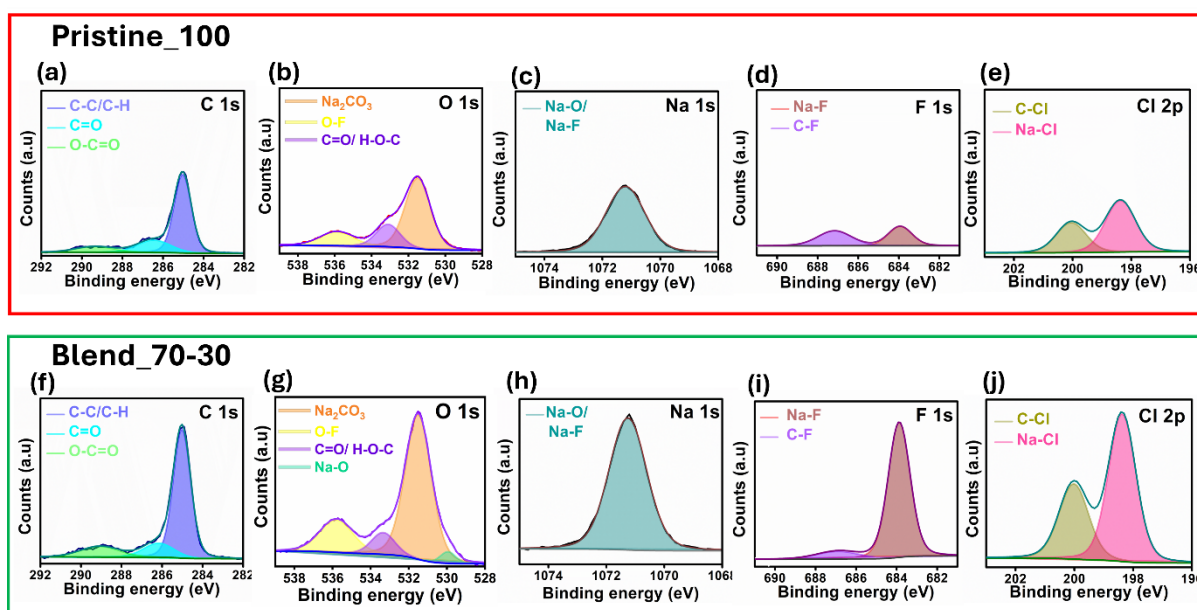 Pristine_100
(a)
C-C/C-H
C=O
O-C=O
C 1s
Counts (a.u)
292 290 288 286 284 282
Binding energy (eV)
(b)
Na₂CO₃
O-F
C=O/ H-O-C
O 1s
Counts (a.u)
538 536 534 532 530 528
Binding energy (eV)
(c)
Na-O/
Na-F
Na 1s
Counts (a.u)
1074 1072 1070 1068
Binding energy (eV)
(d)
Na-F
C-F
F 1s
Counts (a.u)
690 688 686 684 682
Binding energy (eV)
(e)
C-Cl
Na-Cl
Cl 2p
Counts (a.u)
202 200 198 196
Binding energy (eV)
Blend_70-30
(f)
C-C/C-H
C=O
O-C=O
C 1s
Counts (a.u)
292 290 288 286 284 282
Binding energy (eV)
(g)
Na₂CO₃
O-F
C=O/ H-O-C
Na-O
O 1s
Counts (a.u)
538 536 534 532 530 528
Binding energy (eV)
(h)
Na-O/
Na-F
Na 1s
Counts (a.u)
1074 1072 1070 1068
Binding energy (eV)
(i)
Na-F
C-F
F 1s
Counts (a.u)
690 688 686 684 682
Binding energy (eV)
(j)
C-Cl
Na-Cl
Cl 2p
Counts (a.u)
202 200 198 196
Binding energy (eV)